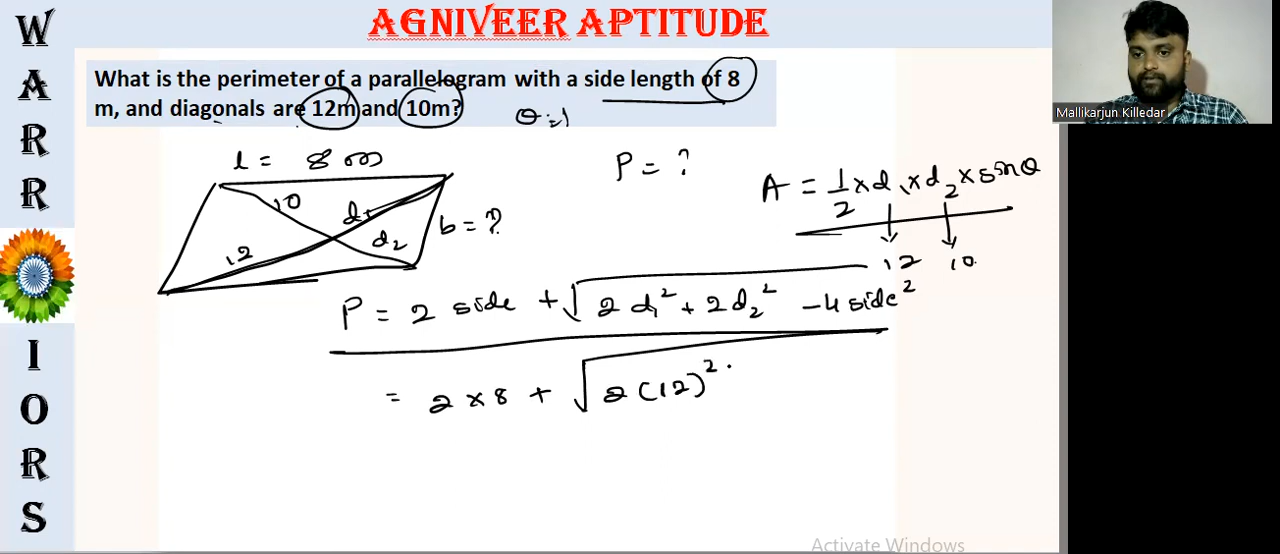 AGNIVEER APTITUDE
WARRIORS
What is the perimeter of a parallelogram with a side length of 8
m, and diagonals are 12m and 10m?
Mallikarjun Killedar
l = 8 m
P = ?
A = 1/2 × d1 × d2 × sinθ
12 10
10
d1
12
d2
b = ?
P = 2 side + √2d1² + 2d2² - 4 side²
= 2 × 8 + √2(12)²
Activate Windows